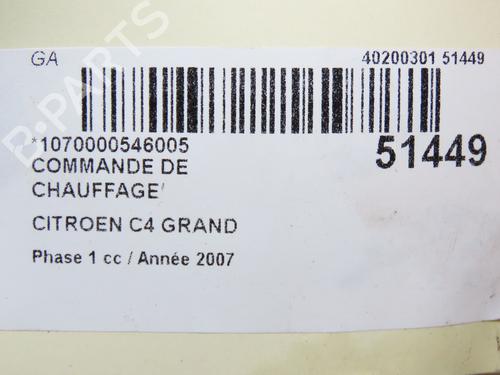 GA
40200301 51449
*1070000546005
51449
COMMANDE DE
CHAUFFAGE
CITROEN C4 GRAND
Phase 1 cc / Année 2007
B-PARTS